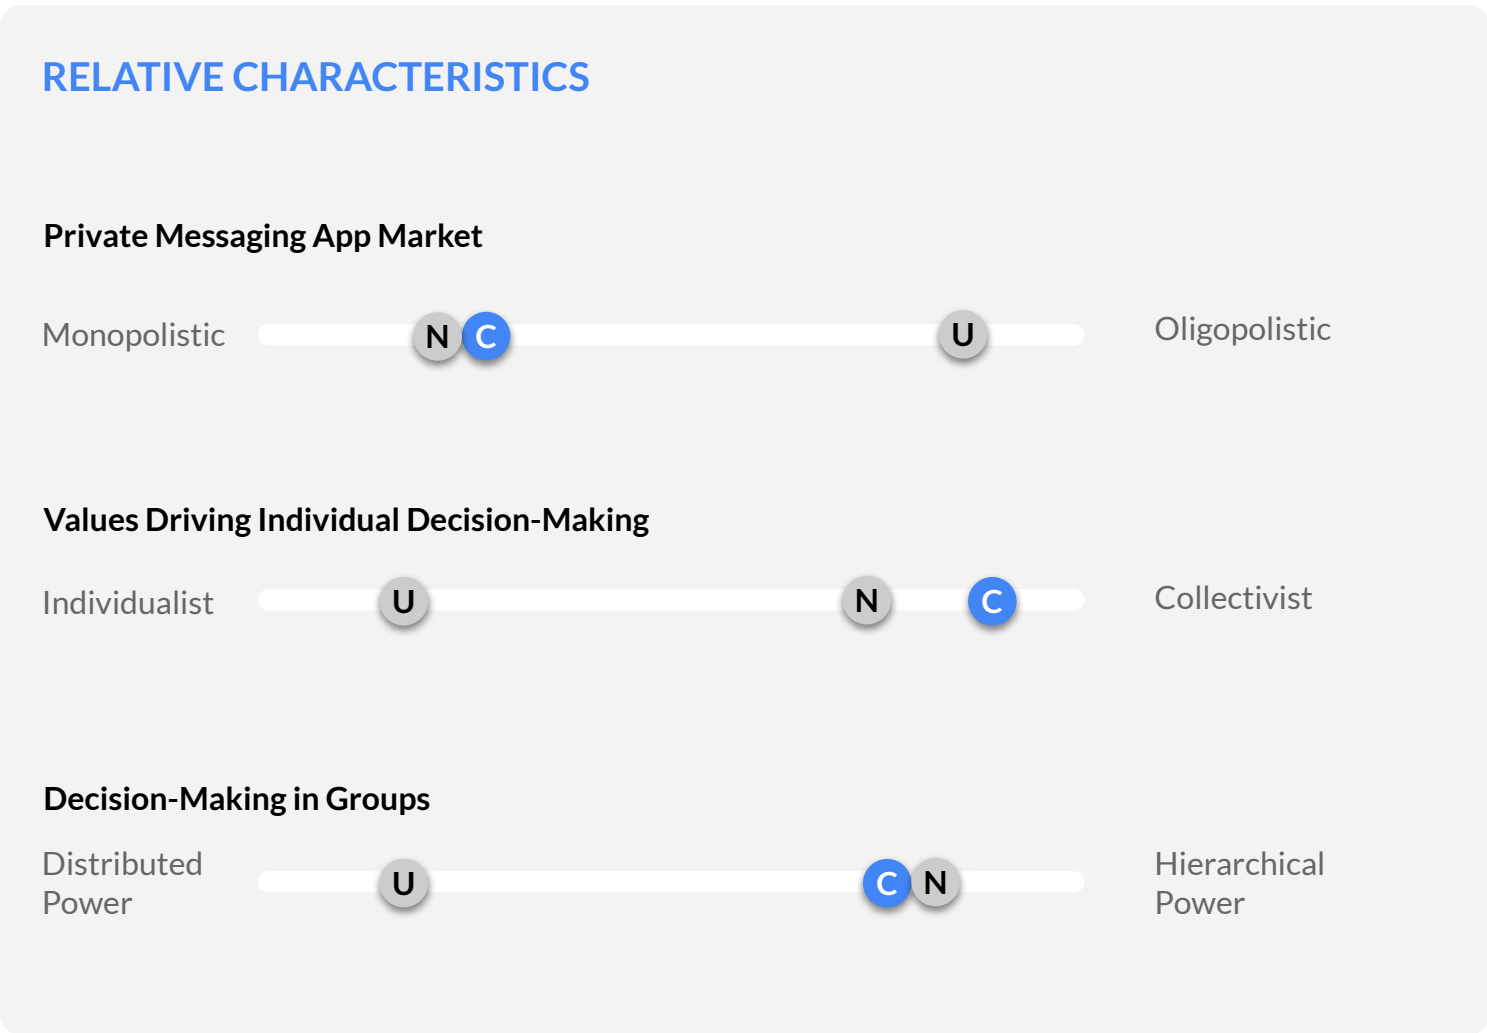 RELATIVE CHARACTERISTICS
Private Messaging App Market
Monopolistic N C U Oligopolistic
Values Driving Individual Decision-Making
Individualist U N C Collectivist
Decision-Making in Groups
Distributed
Power
U C N
Hierarchical
Power